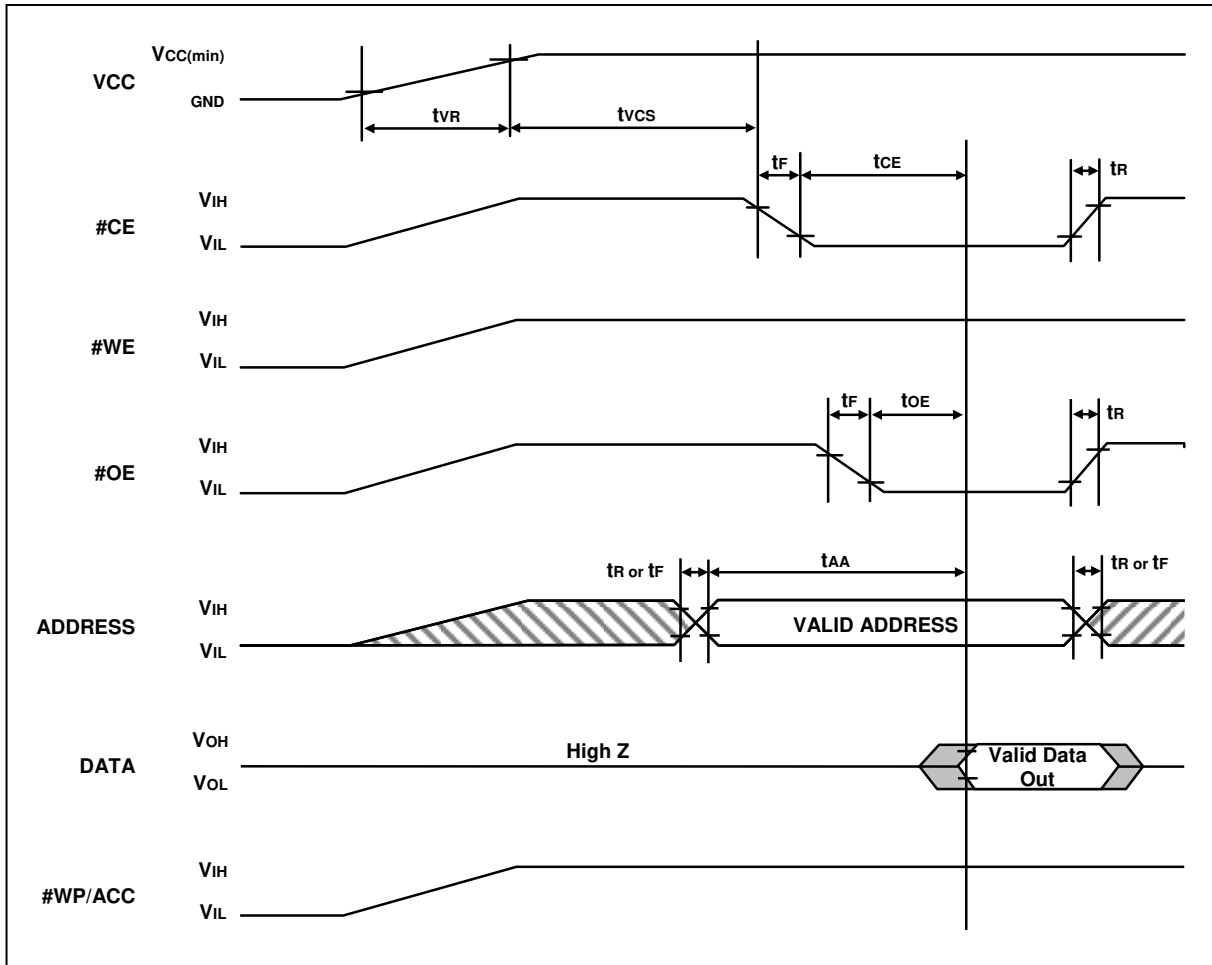 VCC(min)
VCC
GND
tVR
tVCS
tF
tCE
tR
VIH
#CE
VIL
VIH
#WE
VIL
tF
tOE
tR
VIH
#OE
VIL
tR or tF
tAA
tR or tF
VIH
ADDRESS
VALID ADDRESS
VIL
VOH
High Z
DATA
Valid Data
Out
VOL
VIH
#WP/ACC
VIL